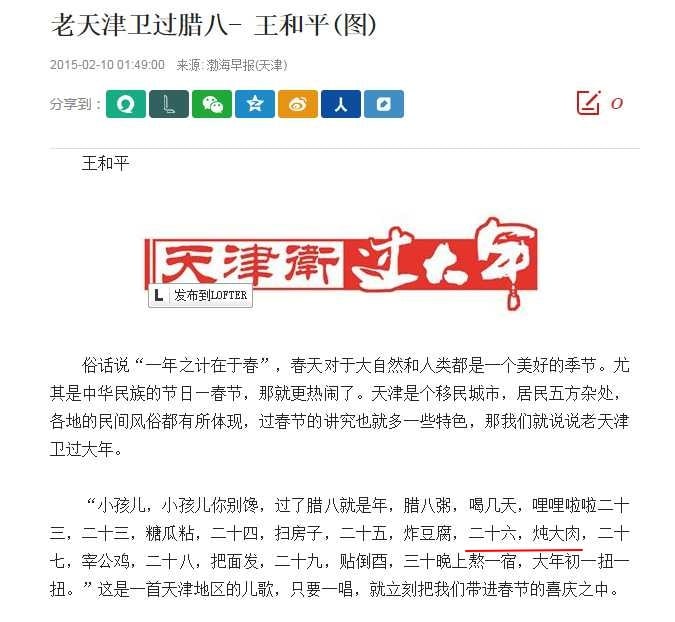 老天津卫过腊八- 王和平(图)
2015-02-10 01:49:00 来源: 渤海早报(天津)
分享到：
0
王和平
天津衛过大年
L 发布到LOFTER
俗话说“一年之计在于春”，春天对于大自然和人类都是一个美好的季节。尤
其是中华民族的节日—春节，那就更热闹了。天津是个移民城市，居民五方杂处，
各地的民间风俗都有所体现，过春节的讲究也就多一些特色，那我们就说说老天津
卫过大年。
“小孩儿，小孩儿你别馋，过了腊八就是年，腊八粥，喝几天，哩哩啦啦二十
三，二十三，糖瓜粘，二十四，扫房子，二十五，炸豆腐，二十六，炖大肉，二十
七，宰公鸡，二十八，把面发，二十九，贴倒酉，三十晚上熬一宿，大年初一扭一
扭。”这是一首天津地区的儿歌，只要一唱，就立刻把我们带进春节的喜庆之中。